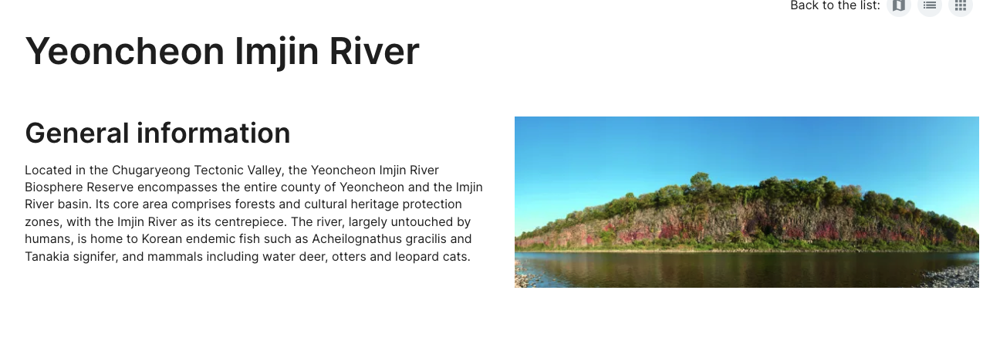 Back to the list:
Yeoncheon Imjin River
General information
Located in the Chugaryeong Tectonic Valley, the Yeoncheon Imjin River
Biosphere Reserve encompasses the entire county of Yeoncheon and the Imjin
River basin. Its core area comprises forests and cultural heritage protection
zones, with the Imjin River as its centrepiece. The river, largely untouched by
humans, is home to Korean endemic fish such as Acheilognathus gracilis and
Tanakia signifer, and mammals including water deer, otters and leopard cats.